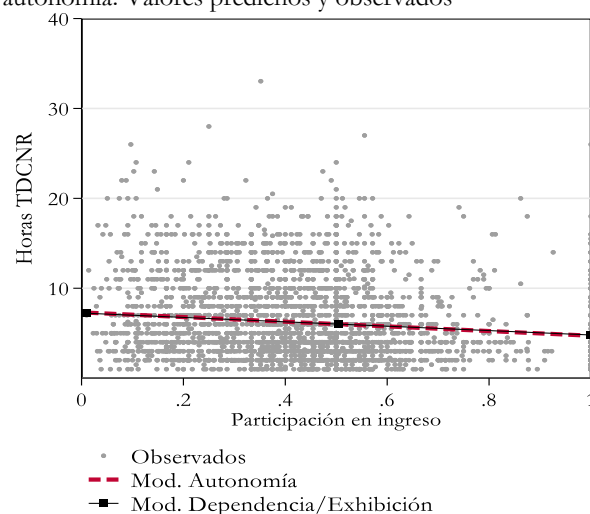 autonomía. Valores predichos y observados
40
30
20
10
Horas TDCNR
0 .2 .4 .6 .8 1
Participación en ingreso
Observados
Mod. Autonomía
Mod. Dependencia/Exhibición